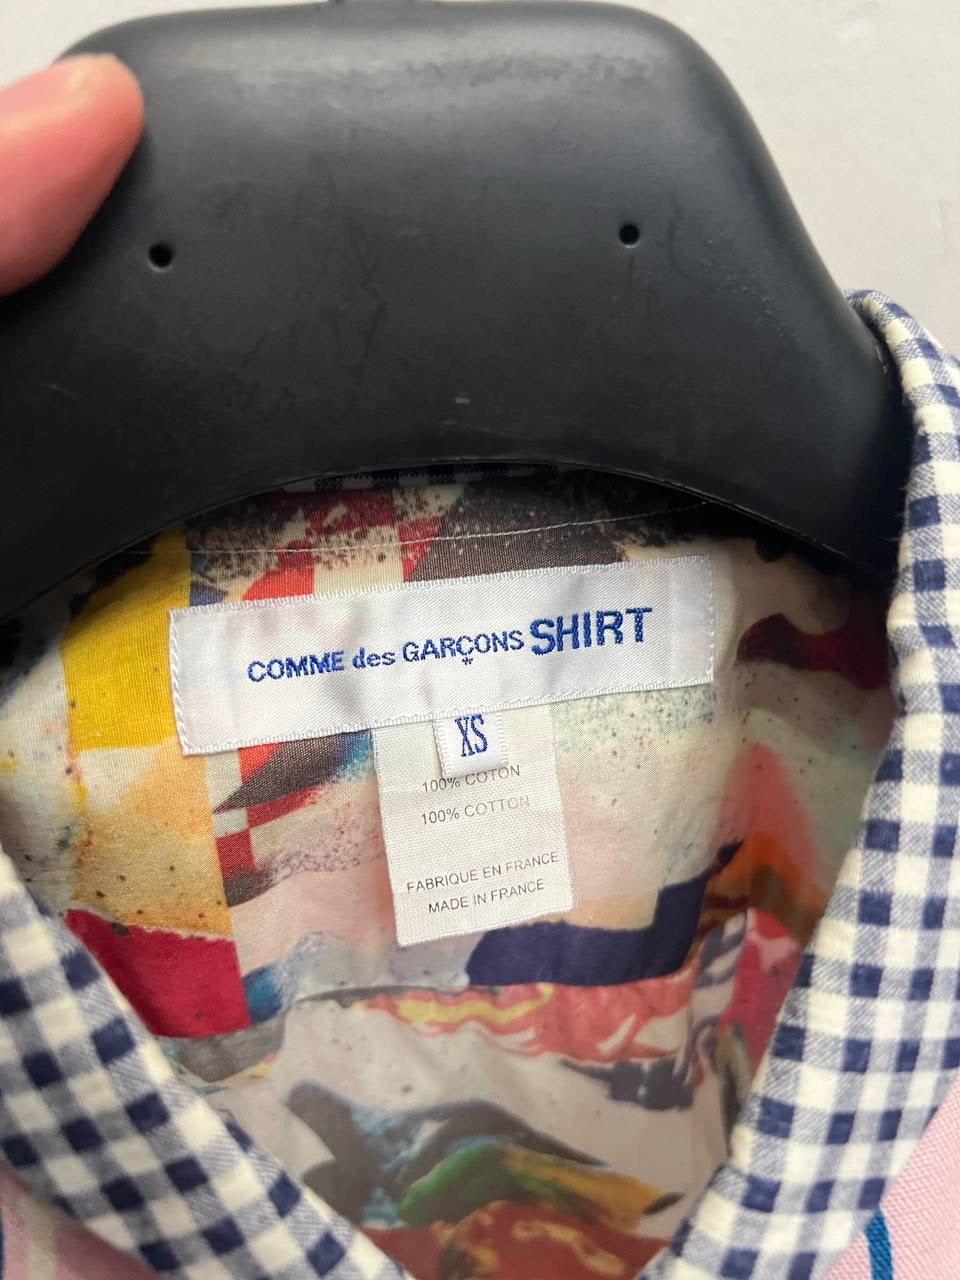 COMME des GARÇONS SHIRT
XS
100% COTON
100% COTTON
FABRIQUE EN FRANCE
MADE IN FRANCE